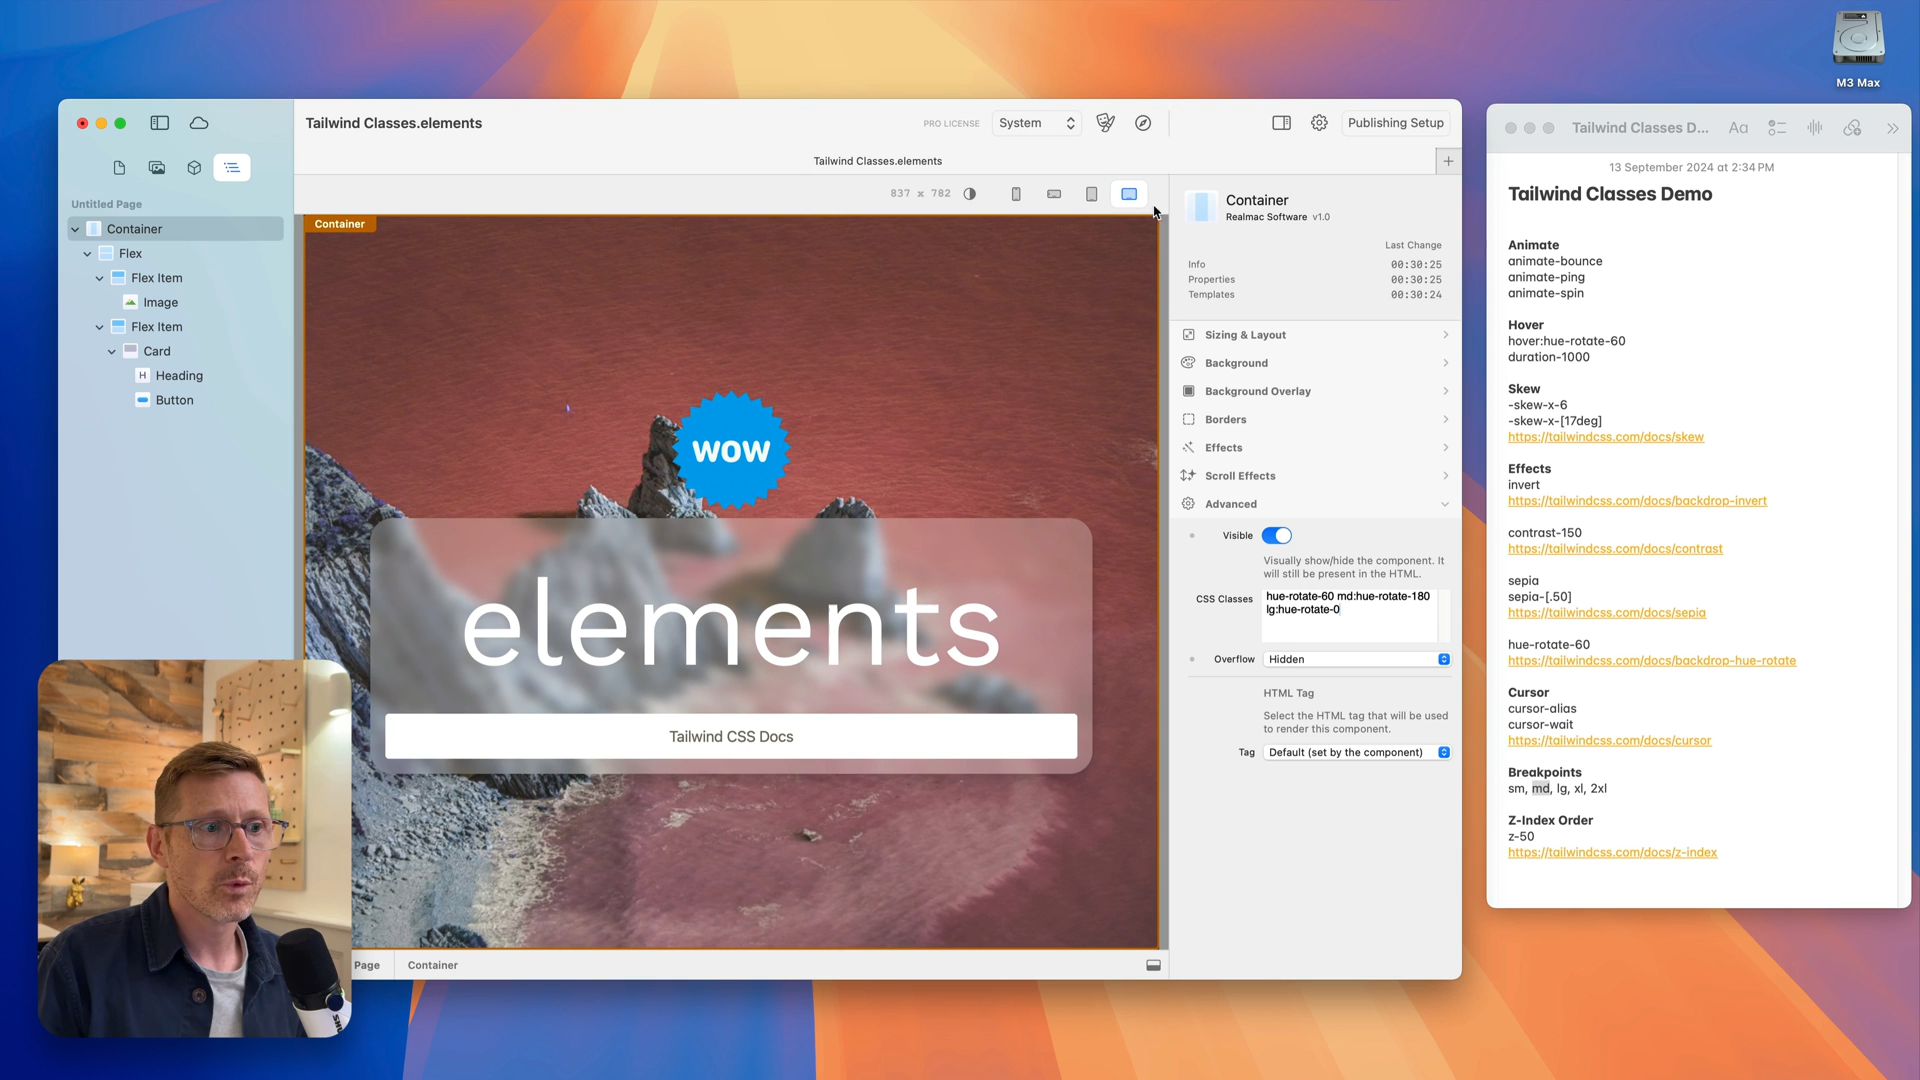 M3 Max
Tailwind Classes.elements
PRO LICENSE
System
Publishing Setup
Tailwind Classes.elements
837 x 782
Untitled Page
Container
Flex
Flex Item
Image
Flex Item
Card
H Heading
Button
Container
WOW
elements
Tailwind CSS Docs
Page
Container
Container
Realmac Software v1.0
Last Change
Info 00:30:25
Properties 00:30:25
Templates 00:30:24
Sizing & Layout
Background
Background Overlay
Borders
Effects
Scroll Effects
Advanced
Visible
Visually show/hide the component. It
will still be present in the HTML.
CSS Classes
hue-rotate-60 md:hue-rotate-180
lg:hue-rotate-0
Overflow Hidden
HTML Tag
Select the HTML tag that will be used
to render this component.
Tag Default (set by the component)
Tailwind Classes D...
Aa
13 September 2024 at 2:34 PM
Tailwind Classes Demo
Animate
animate-bounce
animate-ping
animate-spin
Hover
hover:hue-rotate-60
duration-1000
Skew
-skew-x-6
-skew-x-[17deg]
https://tailwindcss.com/docs/skew
Effects
invert
https://tailwindcss.com/docs/backdrop-invert
contrast-150
https://tailwindcss.com/docs/contrast
sepia
sepia-[.50]
https://tailwindcss.com/docs/sepia
hue-rotate-60
https://tailwindcss.com/docs/backdrop-hue-rotate
Cursor
cursor-alias
cursor-wait
https://tailwindcss.com/docs/cursor
Breakpoints
sm, md, lg, xl, 2xl
Z-Index Order
z-50
https://tailwindcss.com/docs/z-index